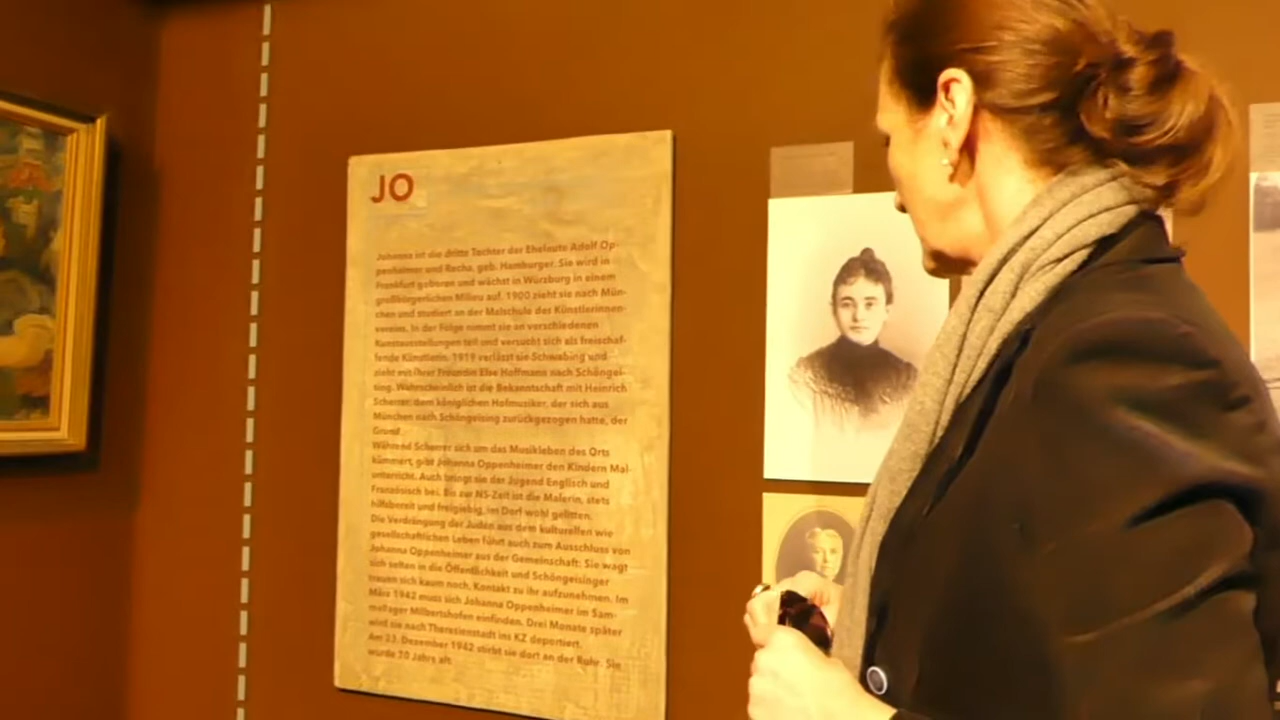 JO
Johanna ist die dritte Tochter der Eheleute Adolf Op-
penheimer und Recha, geb. Hamburger. Sie wird in
Frankfurt geboren und wächst in Würzburg in einem
großbürgerlichen Milieu auf. 1900 zieht sie nach Mün-
chen und studiert an der Malschule des Künstlerinnen-
vereins. In der Folge nimmt sie an verschiedenen
Kunstausstellungen teil und versucht sich als freischaf-
fende Künstlerin. 1919 verlässt sie Schwabing und
zieht mit ihrer Freundin Else Hoffmann nach Schöngei-
sing. Wahrscheinlich ist die Bekanntschaft mit Heinrich
Scherrer, dem königlichen Hofmusiker, der sich aus
München nach Schöngeising zurückgezogen hatte, der
Grund.
Während Scherrer sich um das Musikleben des Orts
kümmert, gibt Johanna Oppenheimer den Kindern Mal-
unterricht. Auch bringt sie der Jugend Englisch und
Französisch bei. Bis zur NS-Zeit ist die Malerin, stets
hilfsbereit und freigiebig, im Dorf wohl gelitten.
Die Verdrängung der Juden aus dem kulturellen wie
gesellschaftlichen Leben führt auch zum Ausschluss von
Johanna Oppenheimer aus der Gemeinschaft: Sie wagt
sich selten in die Öffentlichkeit und Schöngeisinger
trauen sich kaum noch, Kontakt zu ihr aufzunehmen. Im
März 1942 muss sich Johanna Oppenheimer im Sam-
mellager Milbertshofen einfinden. Drei Monate später
wird sie nach Theresienstadt ins KZ deportiert.
Am 23. Dezember 1942 stirbt sie dort an der Ruhr. Sie
wurde 70 Jahre alt.